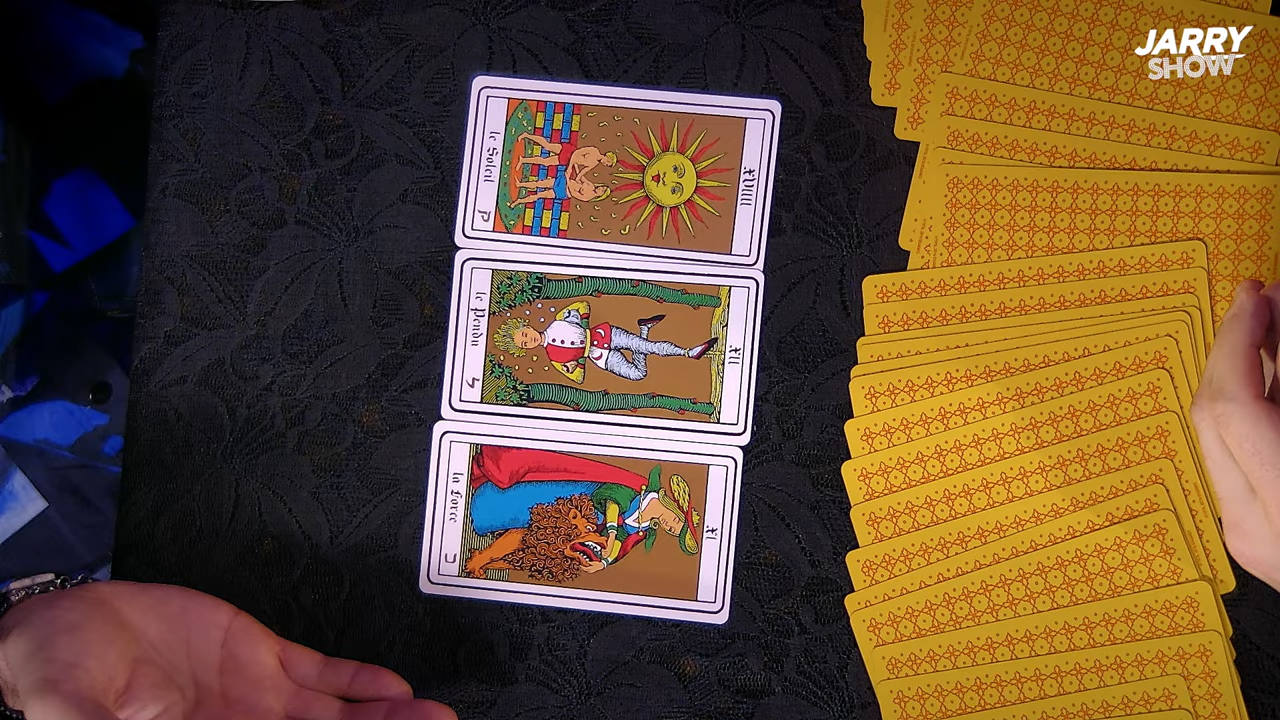 JARRY
SHOW
XVIIII
le Soleil
XII
le Pendu
XI
la Force